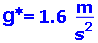 g*= 1.6 m/s²